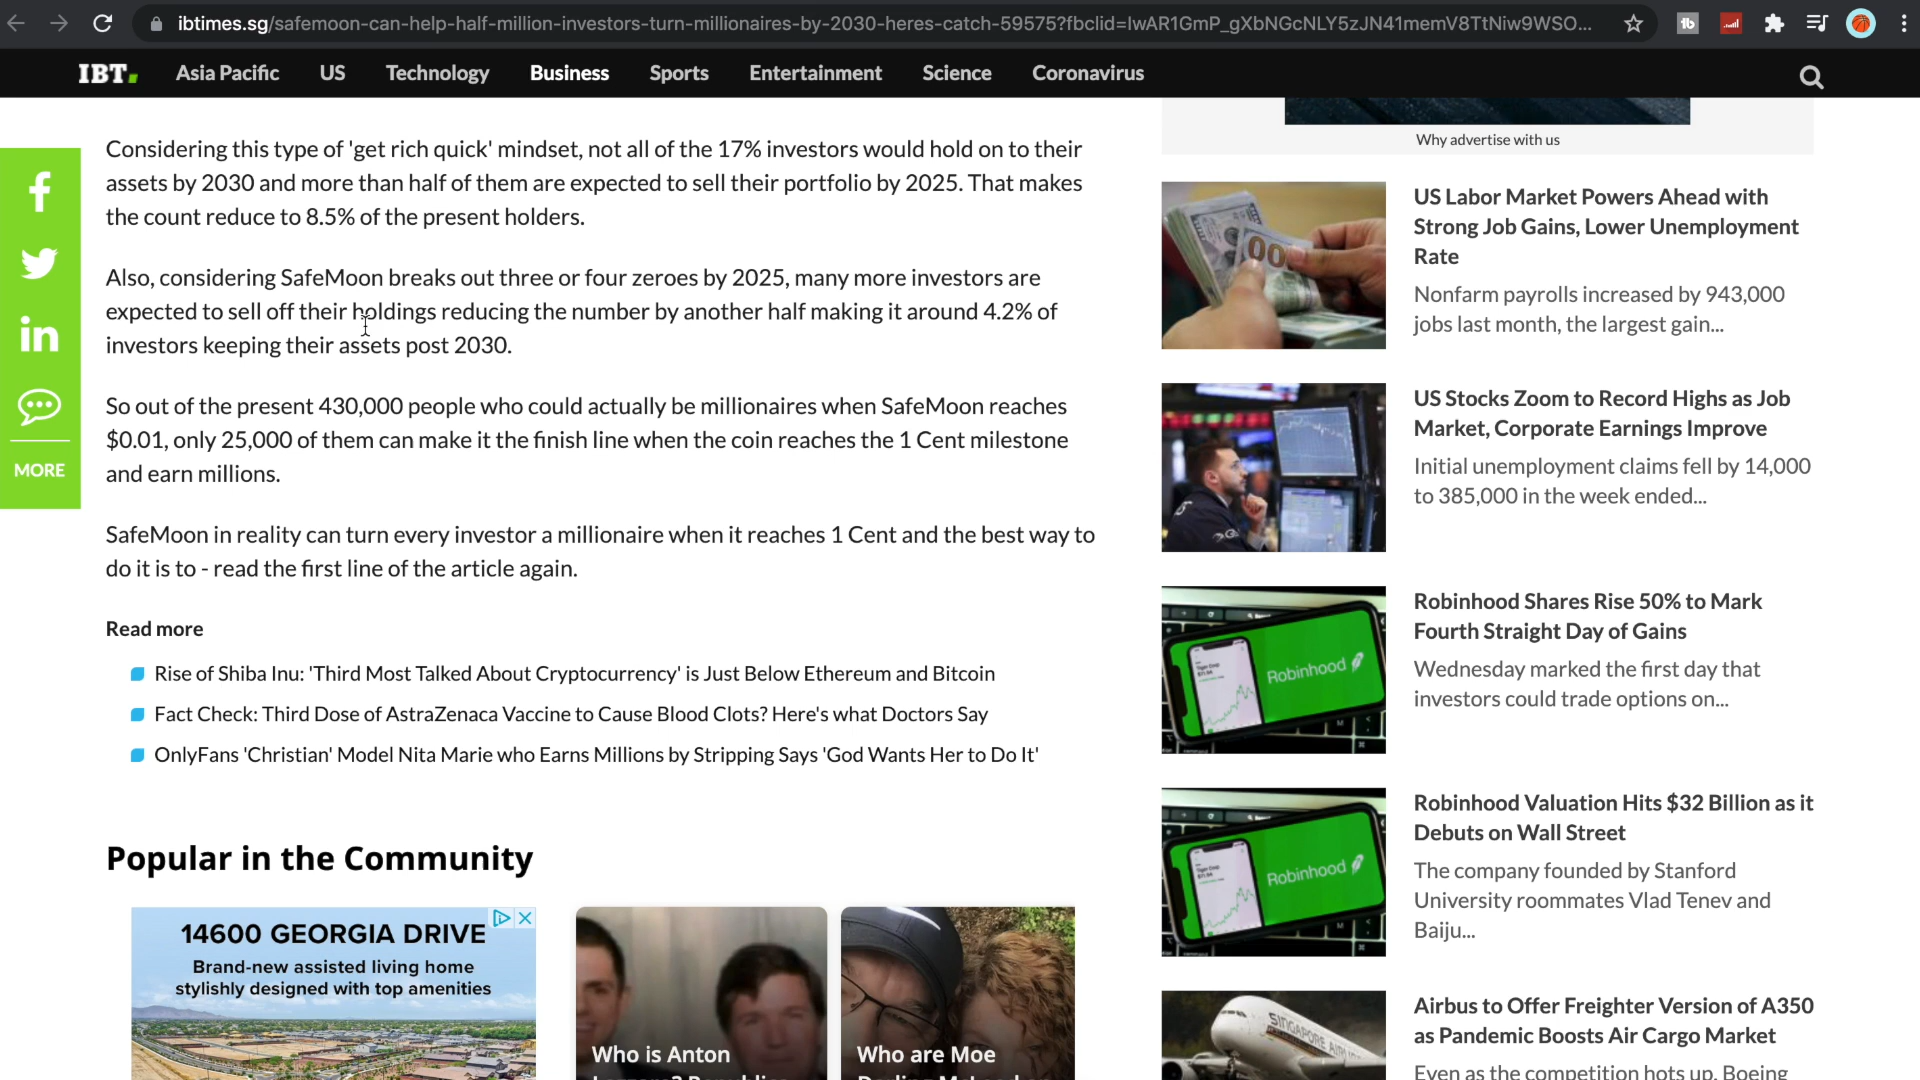 ibtimes.sg/safemoon-can-help-half-million-investors-turn-millionaires-by-2030-heres-catch-59575?fbclid=IwAR1GmP_gXbNGcNLY5zJN41memV8TtNiw9WSO...
IBT. Asia Pacific US Technology Business Sports Entertainment Science Coronavirus
Considering this type of 'get rich quick' mindset, not all of the 17% investors would hold on to their
assets by 2030 and more than half of them are expected to sell their portfolio by 2025. That makes
the count reduce to 8.5% of the present holders.
Also, considering SafeMoon breaks out three or four zeroes by 2025, many more investors are
expected to sell off their holdings reducing the number by another half making it around 4.2% of
investors keeping their assets post 2030.
So out of the present 430,000 people who could actually be millionaires when SafeMoon reaches
$0.01, only 25,000 of them can make it the finish line when the coin reaches the 1 Cent milestone
and earn millions.
SafeMoon in reality can turn every investor a millionaire when it reaches 1 Cent and the best way to
do it is to - read the first line of the article again.
MORE
Read more
Rise of Shiba Inu: 'Third Most Talked About Cryptocurrency' is Just Below Ethereum and Bitcoin
Fact Check: Third Dose of AstraZenaca Vaccine to Cause Blood Clots? Here's what Doctors Say
OnlyFans 'Christian' Model Nita Marie who Earns Millions by Stripping Says 'God Wants Her to Do It'
Popular in the Community
14600 GEORGIA DRIVE
Brand-new assisted living home
stylishly designed with top amenities
Who is Anton
Who are Moe
Why advertise with us
US Labor Market Powers Ahead with
Strong Job Gains, Lower Unemployment
Rate
Nonfarm payrolls increased by 943,000
jobs last month, the largest gain...
US Stocks Zoom to Record Highs as Job
Market, Corporate Earnings Improve
Initial unemployment claims fell by 14,000
to 385,000 in the week ended...
Robinhood
Robinhood Shares Rise 50% to Mark
Fourth Straight Day of Gains
Wednesday marked the first day that
investors could trade options on...
Robinhood
Robinhood Valuation Hits $32 Billion as it
Debuts on Wall Street
The company founded by Stanford
University roommates Vlad Tenev and
Baiju...
SINGAPORE AIRLINES
Airbus to Offer Freighter Version of A350
as Pandemic Boosts Air Cargo Market
Even as the competition hots up, Boeing